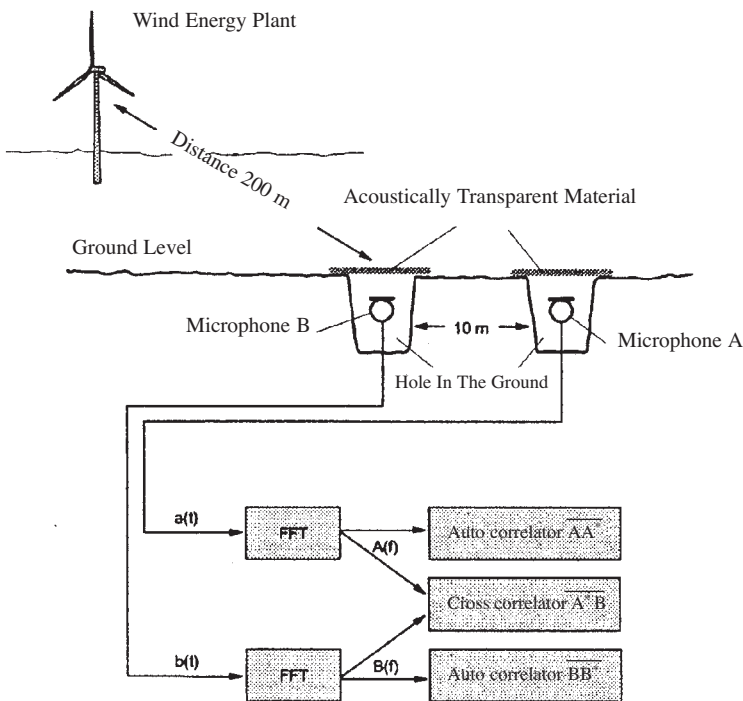 Wind Energy Plant
Distance 200 m
Acoustically Transparent Material
Ground Level
Microphone B
10 m
Microphone A
Hole In The Ground
a(t)
FFT
A(f)
Auto correlator AA*
Cross correlator A*B
b(t)
FFT
B(f)
Auto correlator BB*